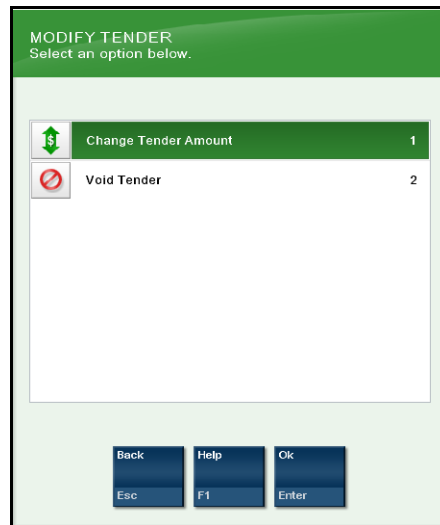 MODIFY TENDER
Select an option below.
$
Change Tender Amount 1
Void Tender 2
Back Help Ok
Esc F1 Enter